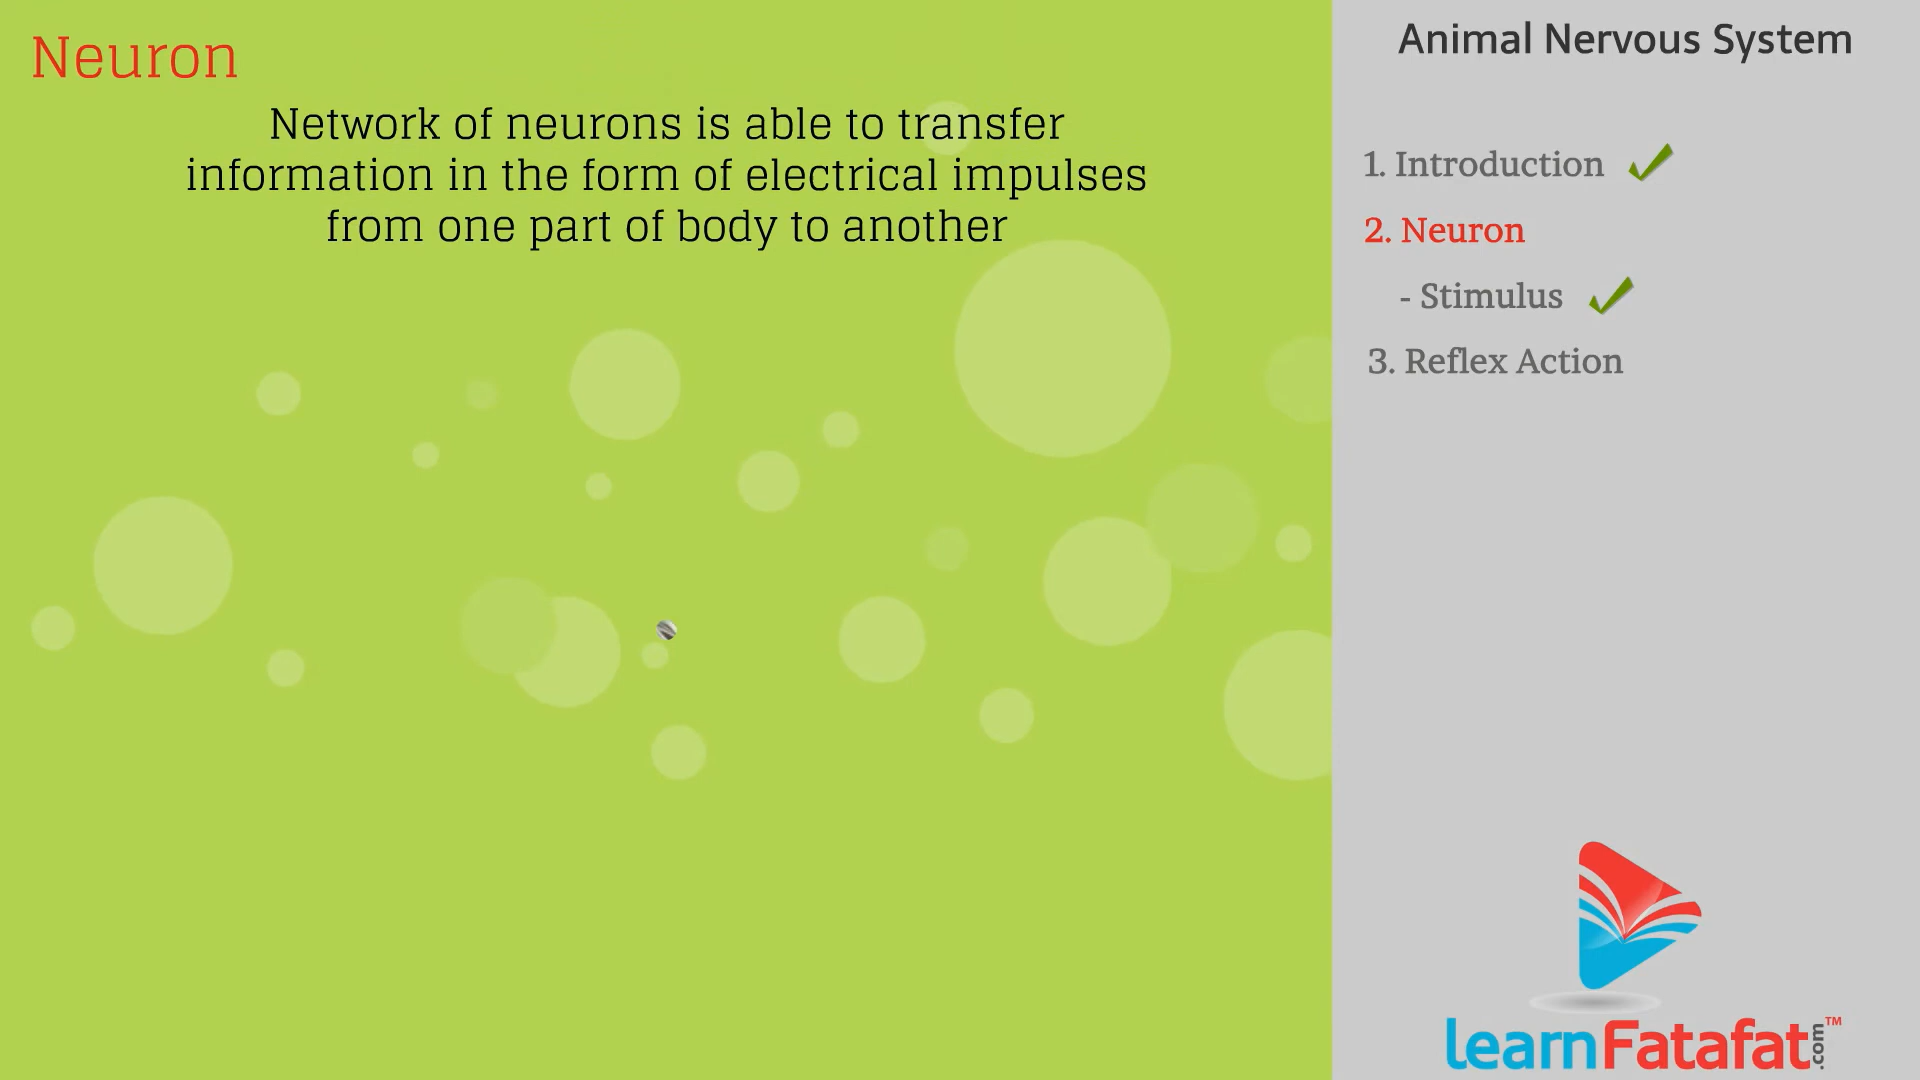 Neuron
Network of neurons is able to transfer
information in the form of electrical impulses
from one part of body to another
Animal Nervous System
1. Introduction
2. Neuron
- Stimulus
3. Reflex Action
learnFatafat.com™